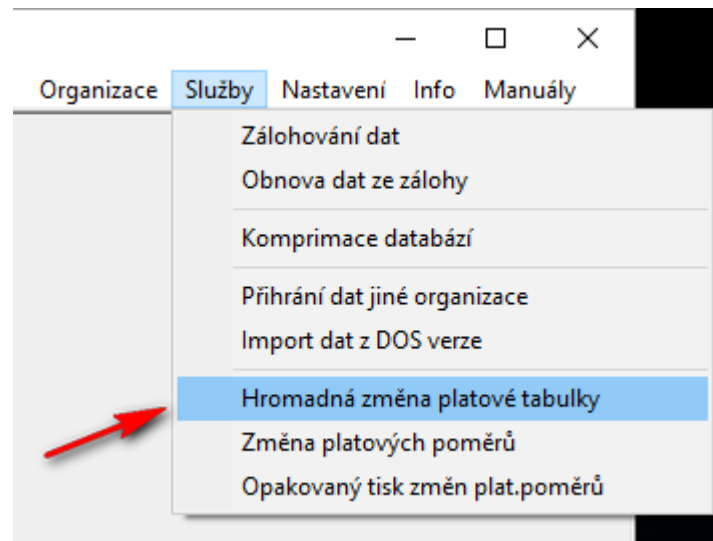 Organizace Služby Nastavení Info Manuály
Zálohování dat
Obnova dat ze zálohy
Komprimace databází
Přihrání dat jiné organizace
Import dat z DOS verze
Hromadná změna platové tabulky
Změna platových poměrů
Opakovaný tisk změn plat.poměrů